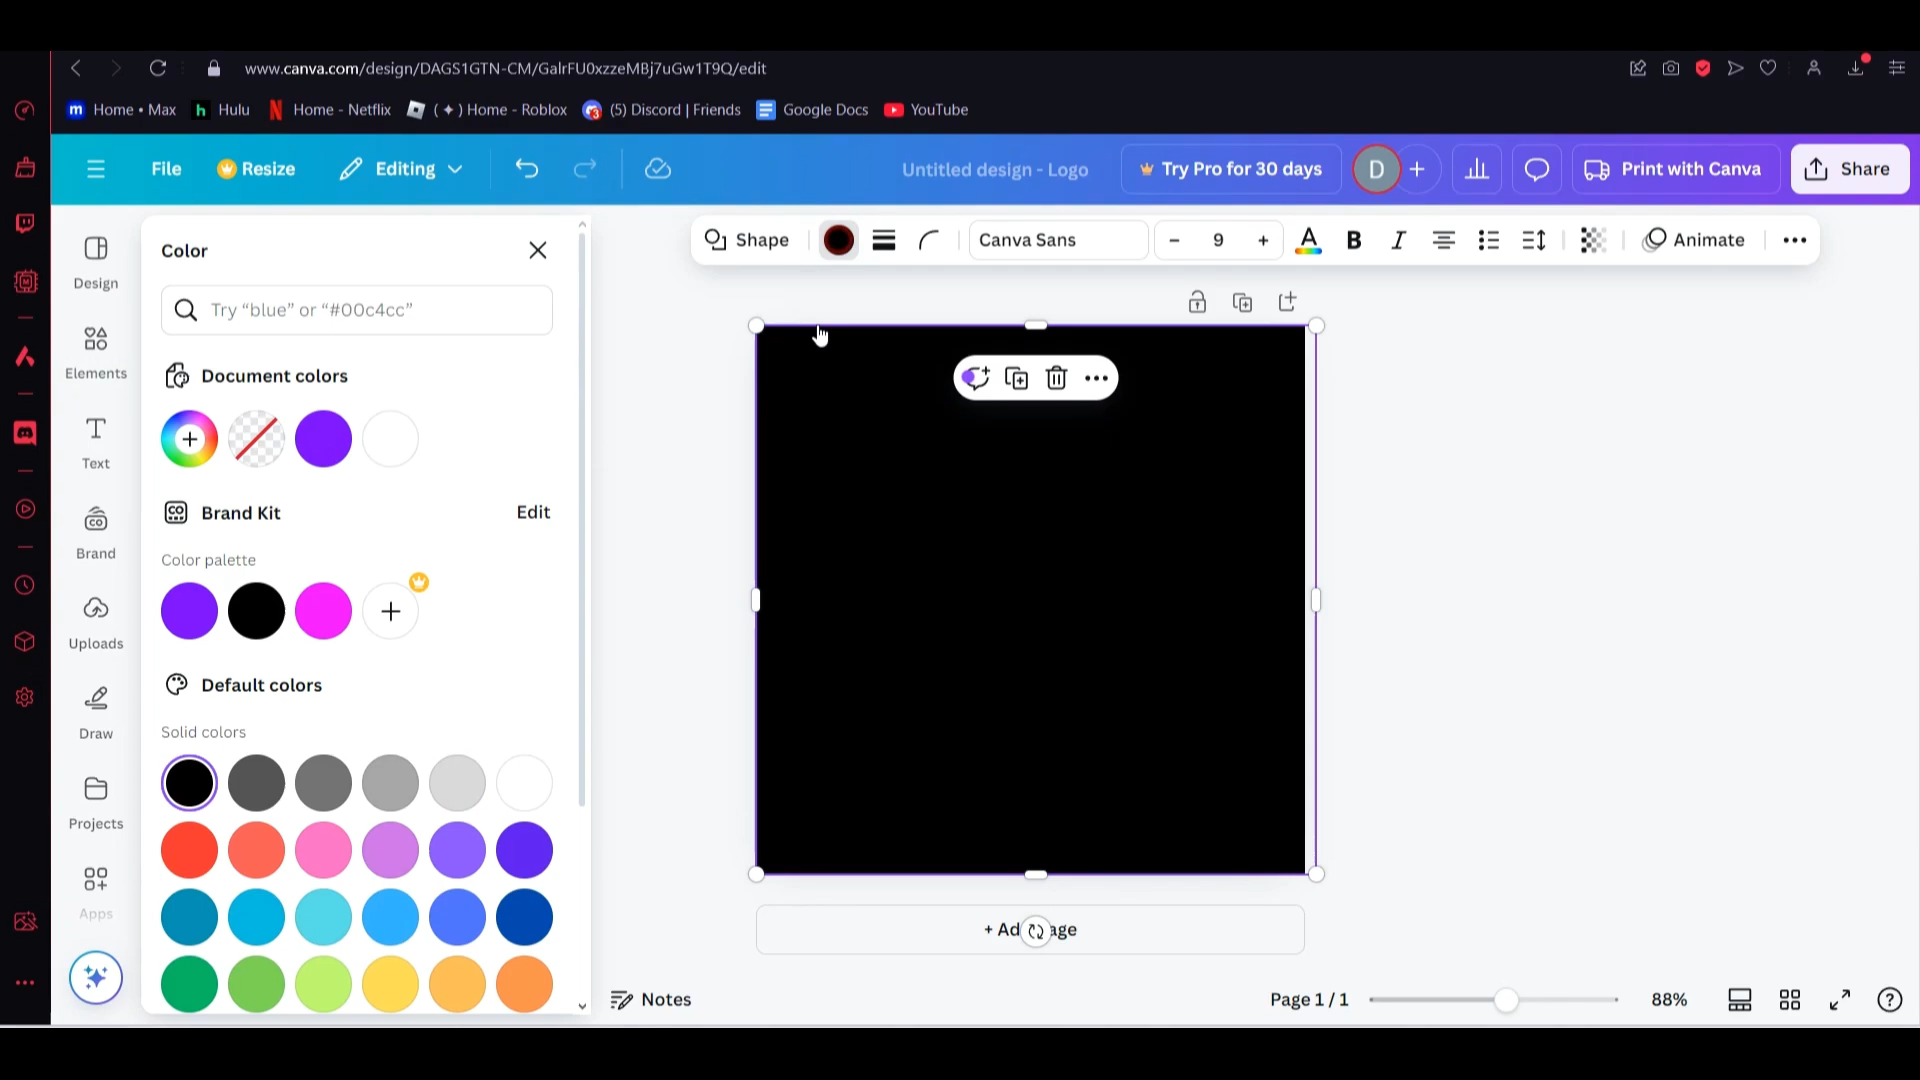 www.canva.com/design/DAGS1GTN-CM/GalrFU0xzzeMBj7uGw1T9Q/edit
m Home • Max h Hulu N Home - Netflix ( ✦ ) Home - Roblox 3 (5) Discord | Friends Google Docs YouTube
File Resize Editing Untitled design - Logo Try Pro for 30 days D + Print with Canva Share
Shape Canva Sans – 9 + A B I Animate
Color
Try “blue” or “#00c4cc”
Document colors
Brand Kit Edit
Color palette
Default colors
Solid colors
Design
Elements
Text
Brand
Uploads
Draw
Projects
Apps
+ Ad age
Notes Page 1 / 1 88% ?